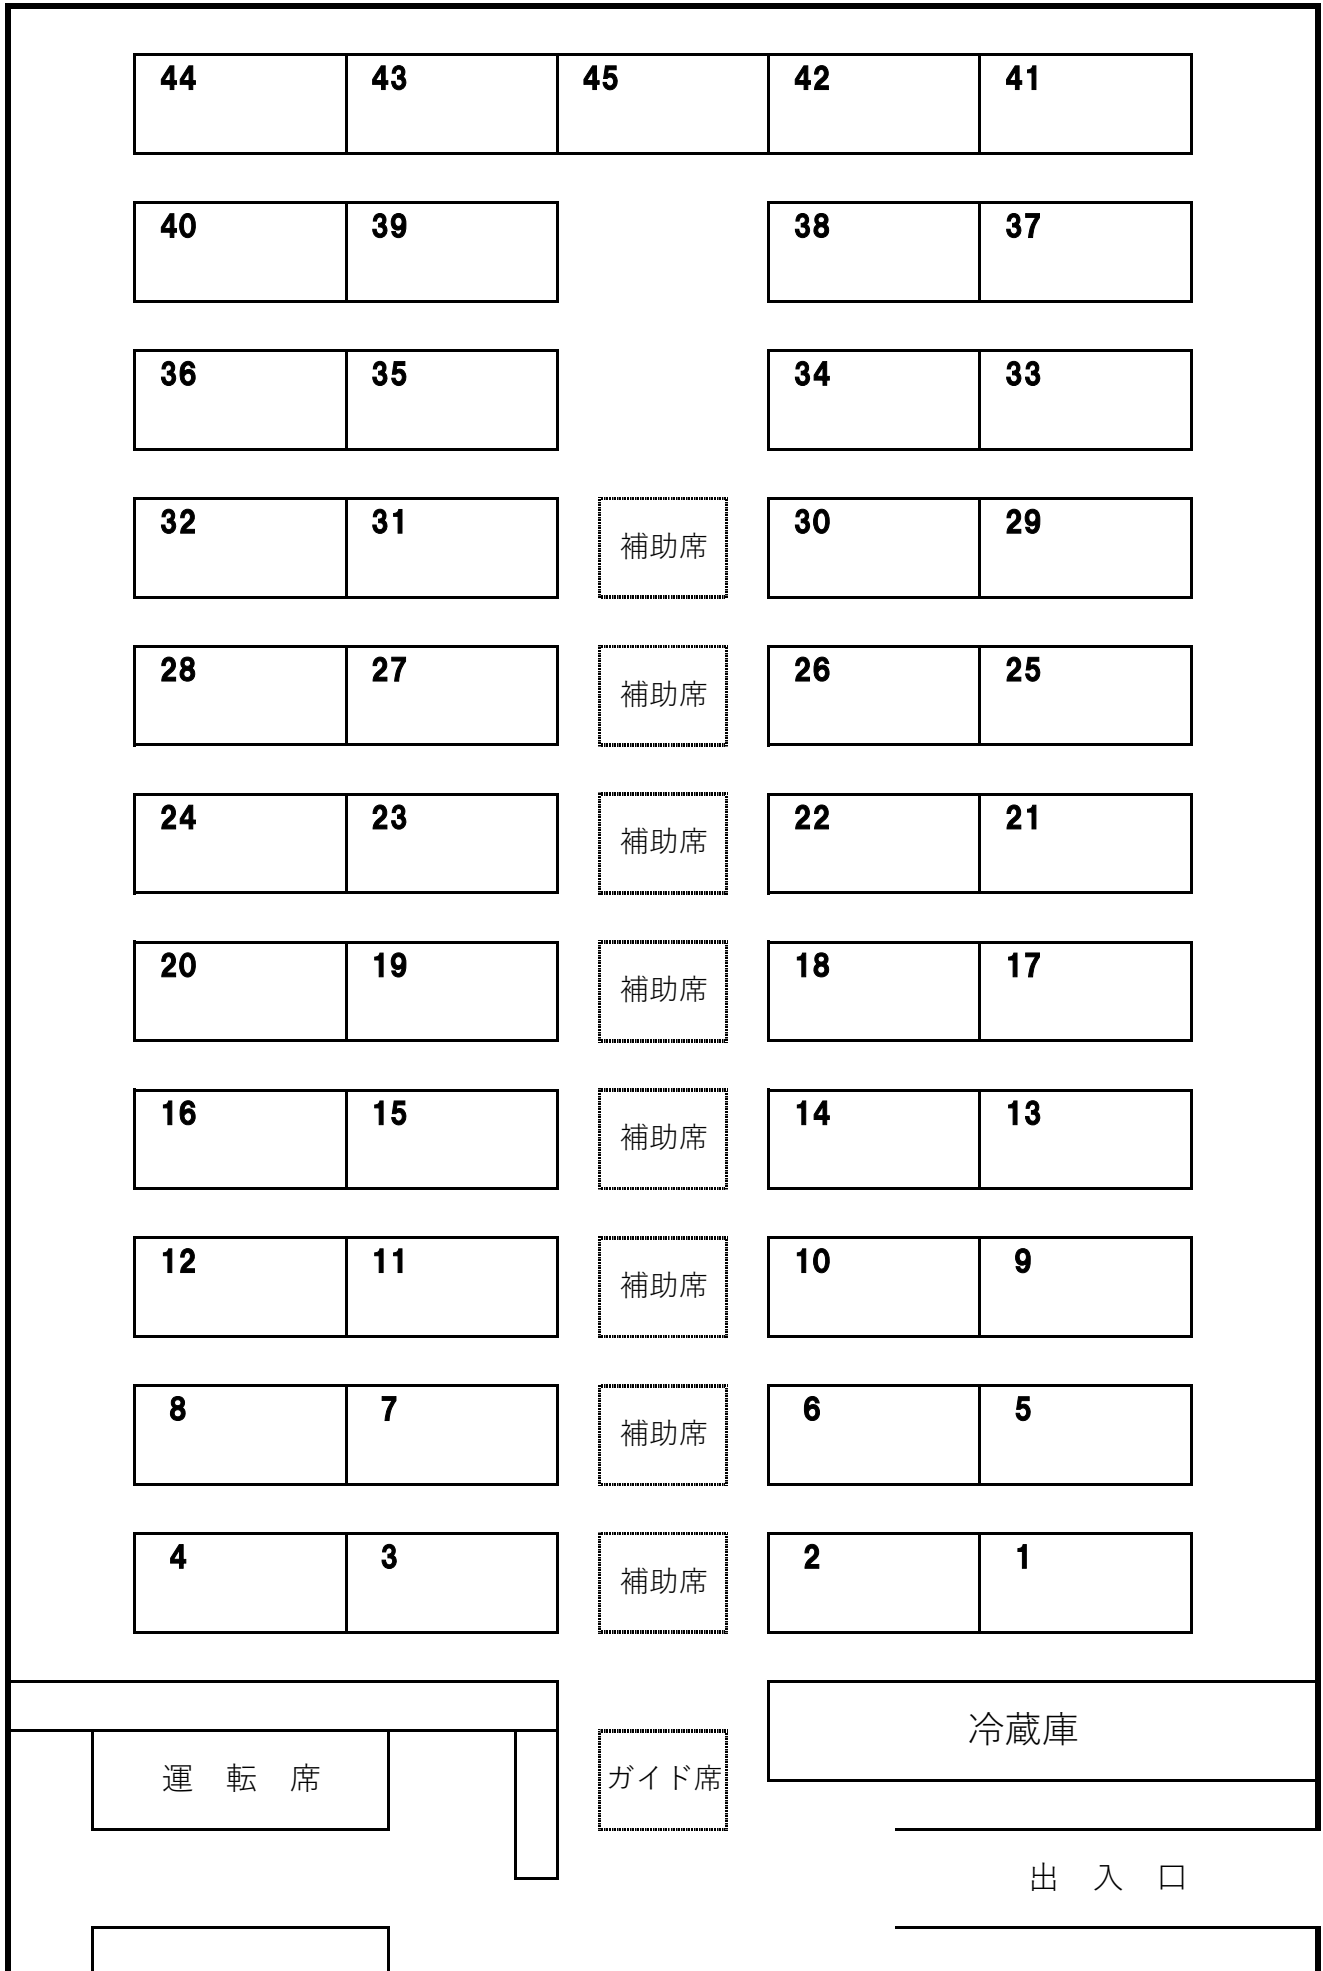 44 43 45 42 41
40 39 38 37
36 35 34 33
32 31 補助席 30 29
28 27 補助席 26 25
24 23 補助席 22 21
20 19 補助席 18 17
16 15 補助席 14 13
12 11 補助席 10 9
8 7 補助席 6 5
4 3 補助席 2 1
冷蔵庫
運　転　席 ガイド席
出　入　口